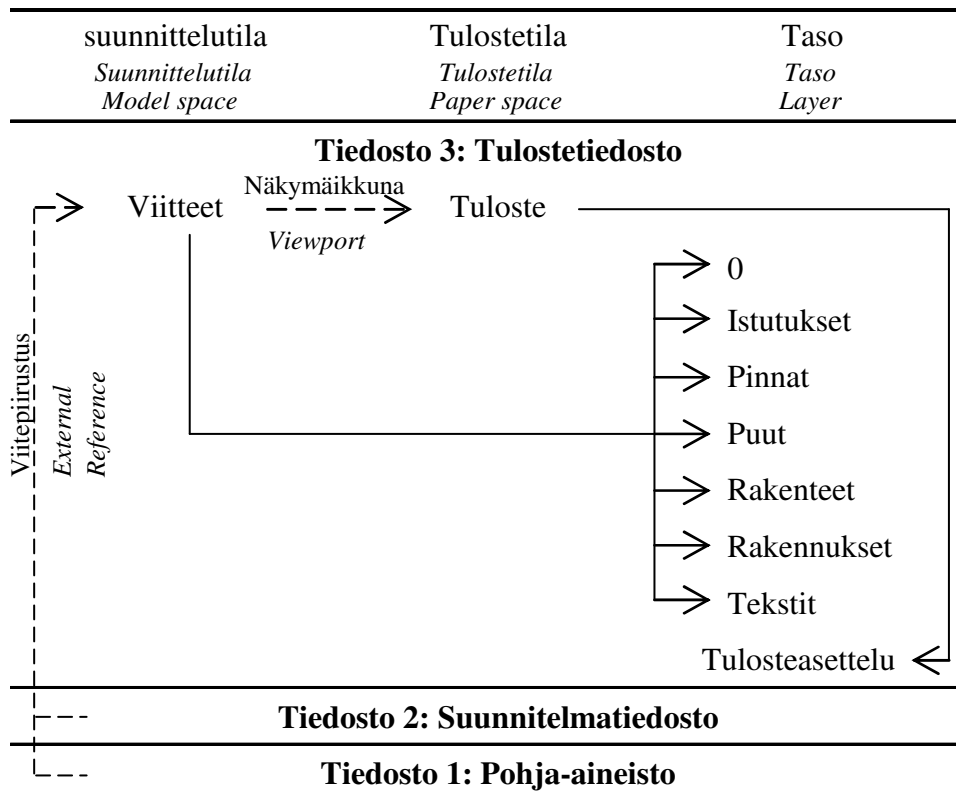 suunnittelutila Tulostetila Taso
Suunnittelutila Tulostetila Taso
Model space Paper space Layer
Tiedosto 3: Tulostetiedosto
Näkymäikkuna
Viitteet Tuloste
Viewport
0
Istutukset
Pinnat
Puut
Rakenteet
Rakennukset
Tekstit
Tulosteasettelu
Viitepiirustus
External
Reference
Tiedosto 2: Suunnitelmatiedosto
Tiedosto 1: Pohja-aineisto